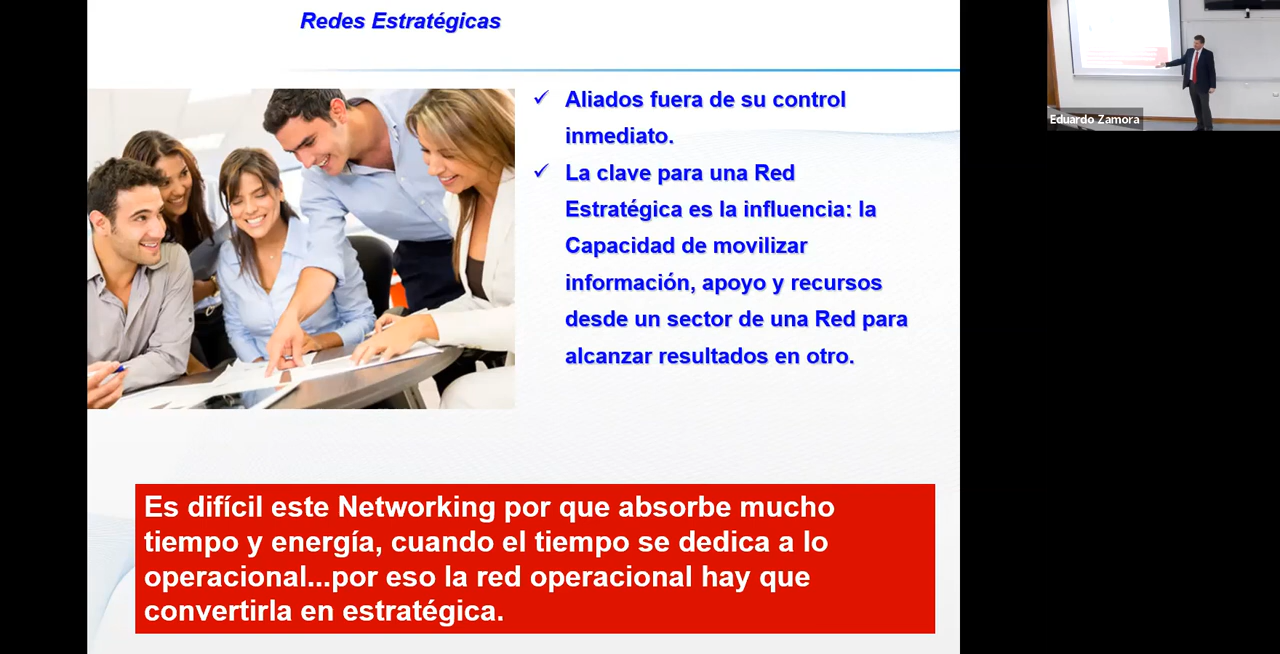 Redes Estratégicas
Aliados fuera de su control
inmediato.
La clave para una Red
Estratégica es la influencia: la
Capacidad de movilizar
información, apoyo y recursos
desde un sector de una Red para
alcanzar resultados en otro.
Es difícil este Networking por que absorbe mucho
tiempo y energía, cuando el tiempo se dedica a lo
operacional...por eso la red operacional hay que
convertirla en estratégica.
Eduardo Zamora